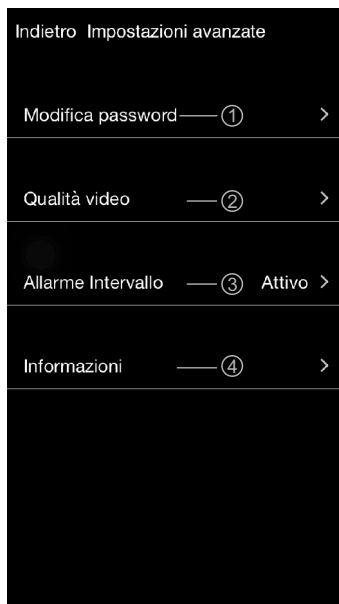 Indietro Impostazioni avanzate
Modifica password ① >
Qualità video ② >
Allarme Intervallo ③ Attivo >
Informazioni ④ >